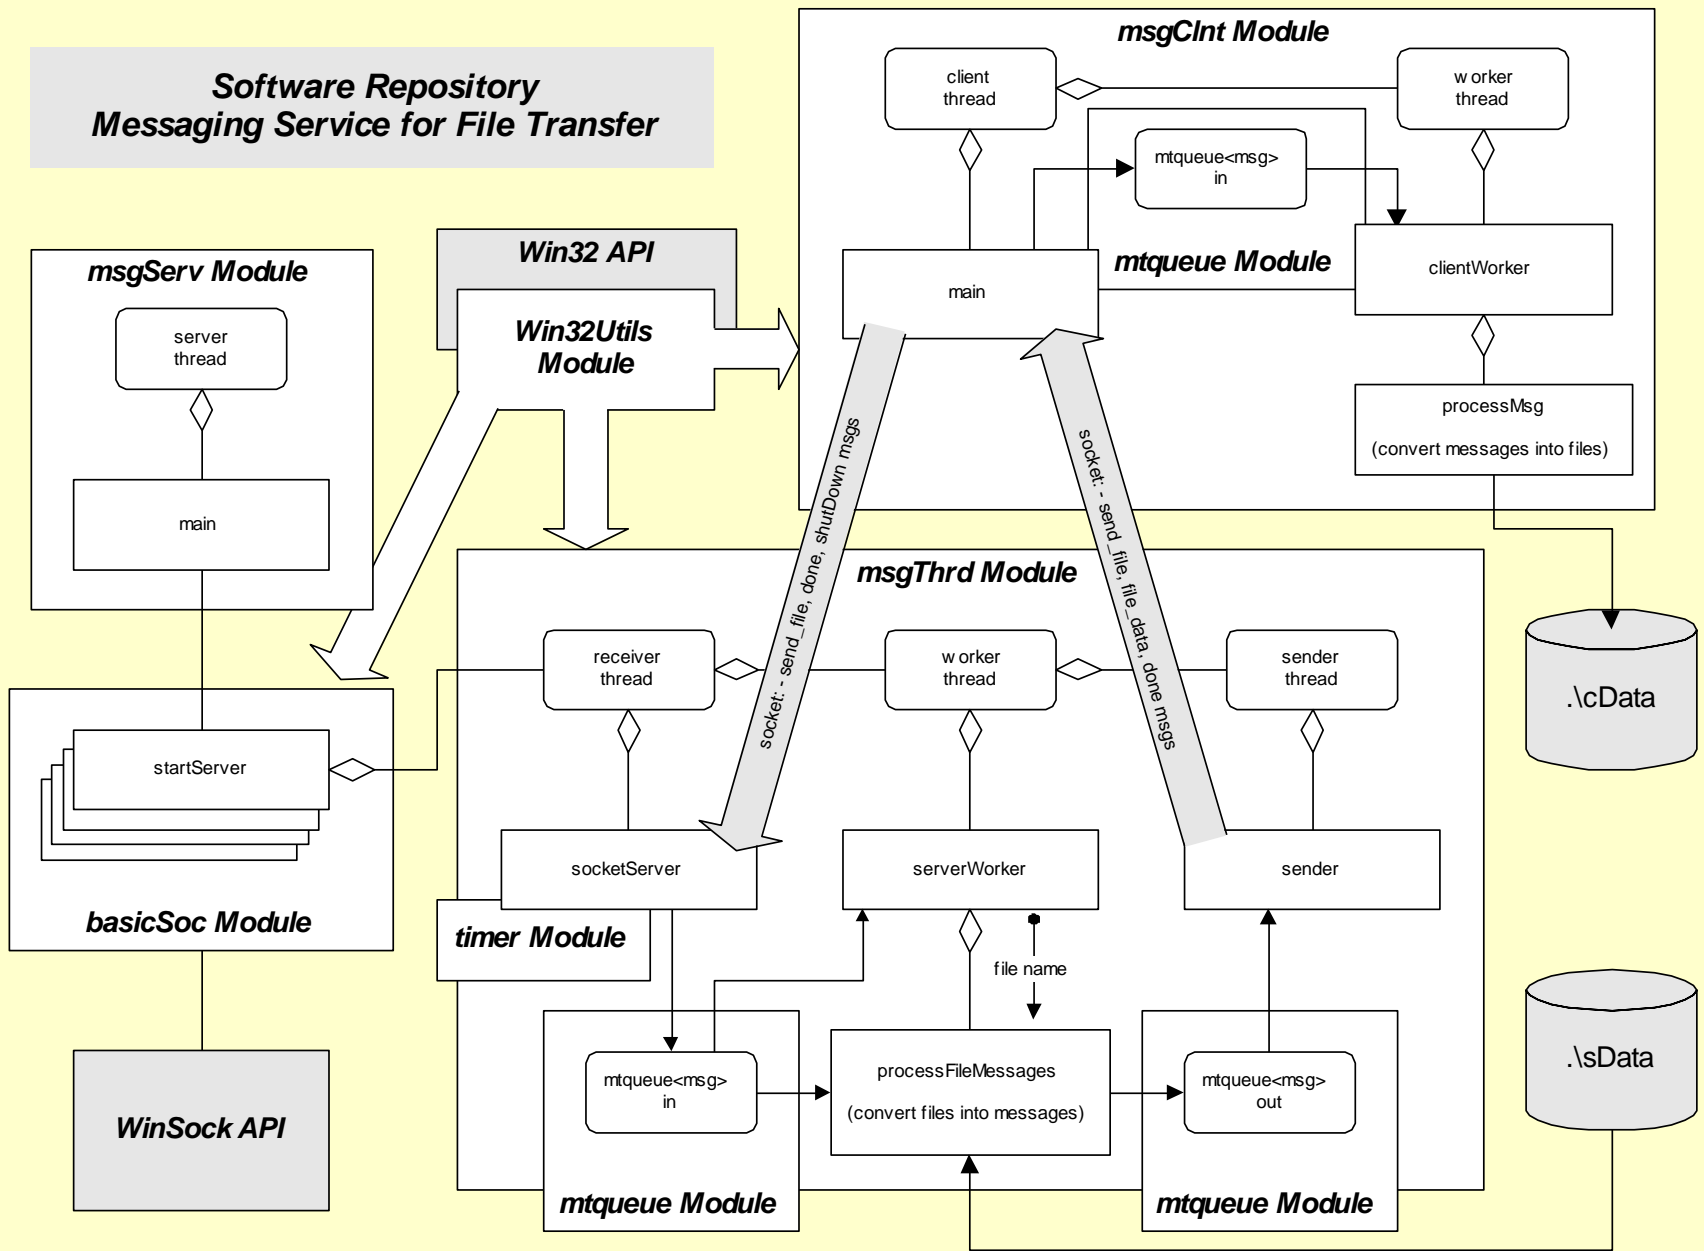 Software Repository
Messaging Service for File Transfer
msgClnt Module
client
thread
worker
thread
mtqueue<msg>
in
main
mtqueue Module
clientWorker
processMsg
(convert messages into files)
msgServ Module
server
thread
main
Win32 API
Win32Utils
Module
socket: - send_file, done, shutDown msgs
socket: - send_file, file_data, done msgs
msgThrd Module
receiver
thread
worker
thread
sender
thread
.\cData
startServer
basicSoc Module
socketServer
serverWorker
sender
timer Module
file name
mtqueue<msg>
in
processFileMessages
(convert files into messages)
mtqueue<msg>
out
mtqueue Module
mtqueue Module
.\sData
WinSock API